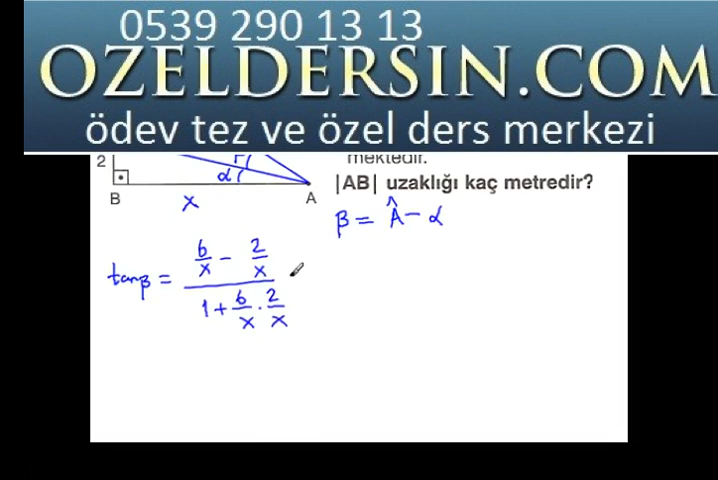 0539 290 13 13
OZELDERSIN.COM
ödev tez ve özel ders merkezi
mektedir.
2
α
|AB| uzaklığı kaç metredir?
B x A
β = Â - α
tanβ = (6/x - 2/x) / (1 + 6/x . 2/x)